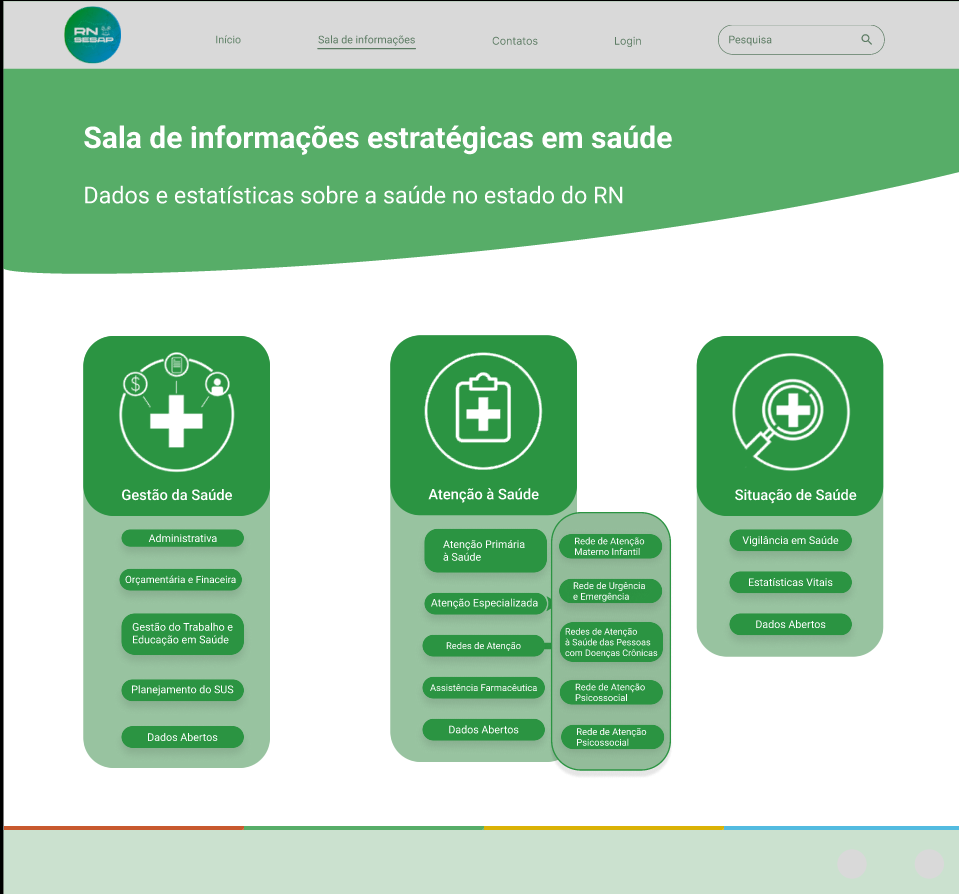 RN
SESAP
Início
Sala de informações
Contatos
Login
Pesquisa
Sala de informações estratégicas em saúde
Dados e estatísticas sobre a saúde no estado do RN
$
Gestão da Saúde
Administrativa
Orçamentária e Finaceira
Gestão do Trabalho e
Educação em Saúde
Planejamento do SUS
Dados Abertos
Atenção à Saúde
Atenção Primária
à Saúde
Atenção Especializada
Redes de Atenção
Assistência Farmacêutica
Dados Abertos
Rede de Atenção
Materno Infantil
Rede de Urgência
e Emergência
Redes de Atenção
à Saúde das Pessoas
com Doenças Crônicas
Rede de Atenção
Psicossocial
Rede de Atenção
Psicossocial
Situação de Saúde
Vigilância em Saúde
Estatísticas Vitais
Dados Abertos